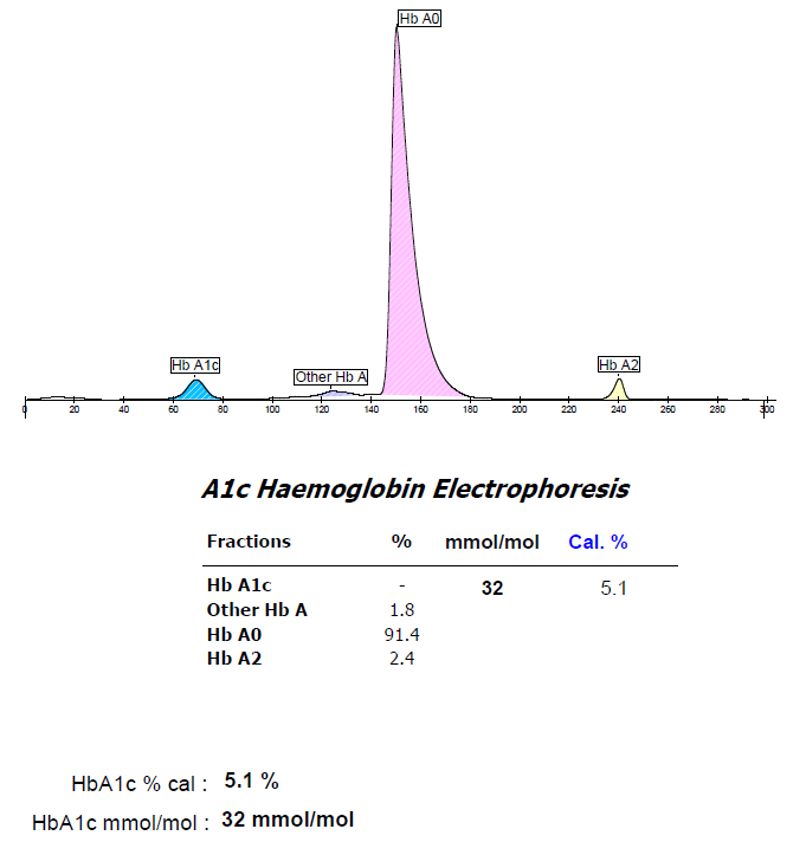 Hb A0
Hb A1c
Other Hb A
Hb A2
0 20 40 60 80 100 120 140 160 180 200 220 240 260 280 300
A1c Haemoglobin Electrophoresis
Fractions % mmol/mol Cal. %
Hb A1c - 32 5.1
Other Hb A 1.8
Hb A0 91.4
Hb A2 2.4
HbA1c % cal : 5.1 %
HbA1c mmol/mol : 32 mmol/mol